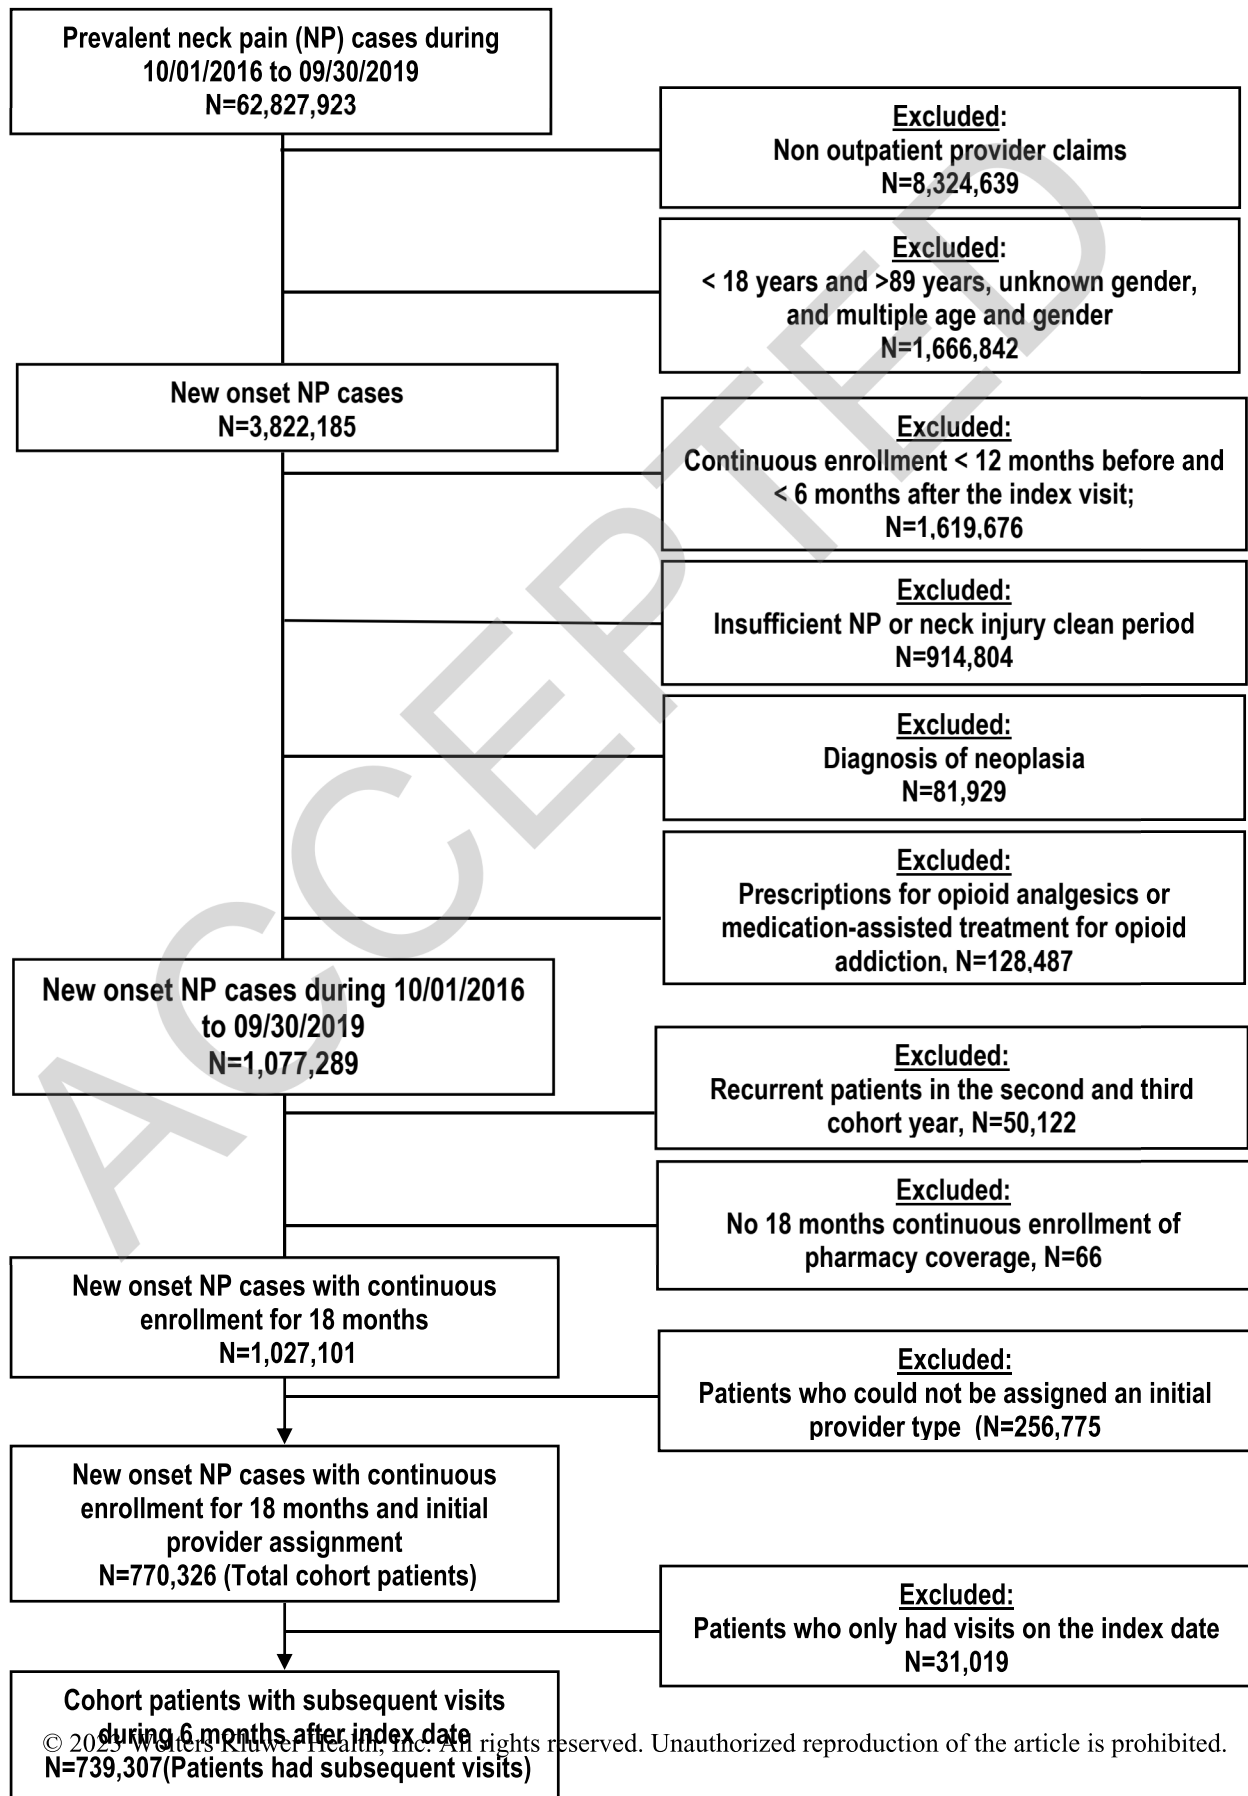 Prevalent neck pain (NP) cases during
10/01/2016 to 09/30/2019
N=62,827,923
Excluded:
Non outpatient provider claims
N=8,324,639
Excluded:
< 18 years and >89 years, unknown gender,
and multiple age and gender
N=1,666,842
New onset NP cases
N=3,822,185
Excluded:
Continuous enrollment < 12 months before and
< 6 months after the index visit;
N=1,619,676
Excluded:
Insufficient NP or neck injury clean period
N=914,804
Excluded:
Diagnosis of neoplasia
N=81,929
Excluded:
Prescriptions for opioid analgesics or
medication-assisted treatment for opioid
addiction, N=128,487
New onset NP cases during 10/01/2016
to 09/30/2019
N=1,077,289
Excluded:
Recurrent patients in the second and third
cohort year, N=50,122
Excluded:
No 18 months continuous enrollment of
pharmacy coverage, N=66
New onset NP cases with continuous
enrollment for 18 months
N=1,027,101
Excluded:
Patients who could not be assigned an initial
provider type (N=256,775
New onset NP cases with continuous
enrollment for 18 months and initial
provider assignment
N=770,326 (Total cohort patients)
Excluded:
Patients who only had visits on the index date
N=31,019
Cohort patients with subsequent visits
during 6 months after index date
N=739,307(Patients had subsequent visits)
© 2023 Wolters Kluwer Health, Inc. All rights reserved. Unauthorized reproduction of the article is prohibited.
ACCEPTED